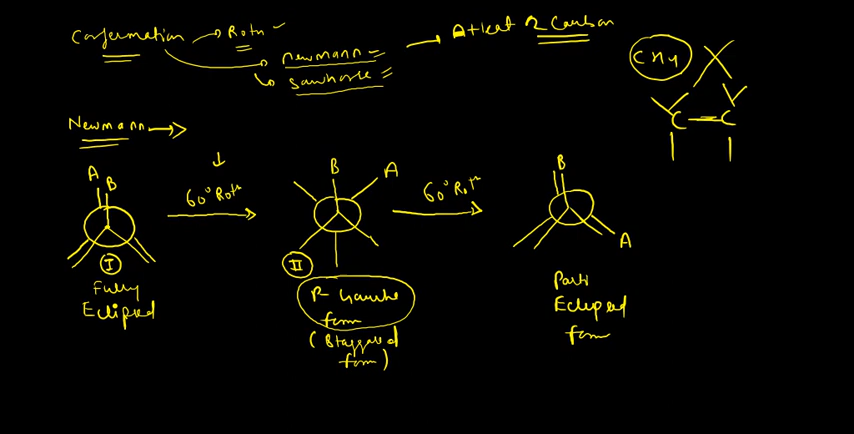 Conformation → Rotn
newmann
sawhorse
→ Atleat 2 Carbon
CH4
C = C
Newmann →
A
B
60° Rotn
I
Fully
Eclipsed
B
A
60° Rotn
II
P- Gauche
form
(Staggered
form)
B
A
Parti
Eclipsed
form